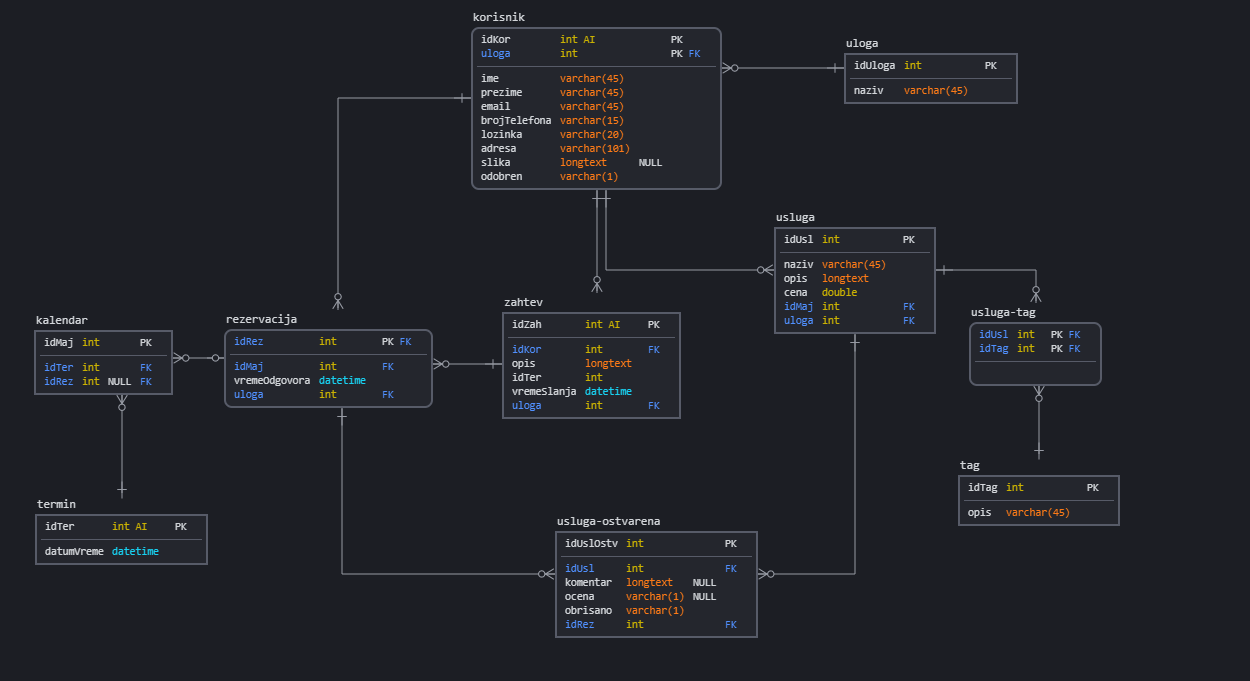 korisnik
idKor int AI PK
uloga int PK FK
ime varchar(45)
prezime varchar(45)
email varchar(45)
brojTelefona varchar(15)
lozinka varchar(20)
adresa varchar(101)
slika longtext NULL
odobren varchar(1)
uloga
idUloga int PK
naziv varchar(45)
usluga
idUsl int PK
naziv varchar(45)
opis longtext
cena double
idMaj int FK
uloga int FK
kalendar
idMaj int PK
idTer int FK
idRez int NULL FK
rezervacija
idRez int PK FK
idMaj int FK
vremeOdgovora datetime
uloga int FK
zahtev
idZah int AI PK
idKor int FK
opis longtext
idTer int
vremeSlanja datetime
uloga int FK
usluga-tag
idUsl int PK FK
idTag int PK FK
tag
idTag int PK
opis varchar(45)
termin
idTer int AI PK
datumVreme datetime
usluga-ostvarena
idUslOstv int PK
idUsl int FK
komentar longtext NULL
ocena varchar(1) NULL
obrisano varchar(1)
idRez int FK